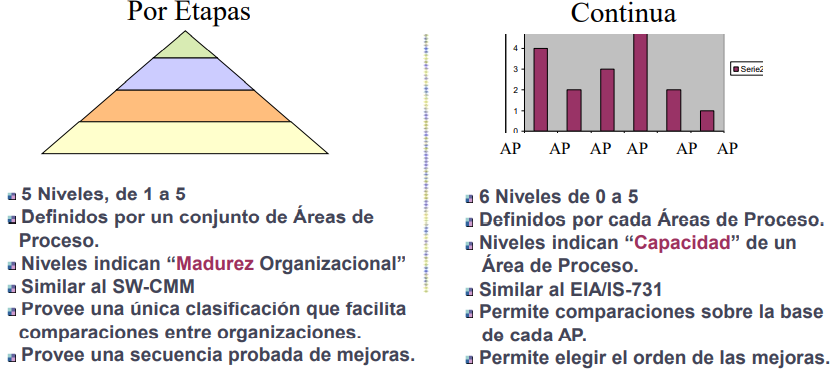 Por Etapas
5 Niveles, de 1 a 5
Definidos por un conjunto de Áreas de
Proceso.
Niveles indican “Madurez Organizacional”
Similar al SW-CMM
Provee una única clasificación que facilita
comparaciones entre organizaciones.
Provee una secuencia probada de mejoras.
Continua
4
3
2
1
0
Serie2
AP AP AP AP AP AP
6 Niveles de 0 a 5
Definidos por cada Áreas de Proceso.
Niveles indican “Capacidad” de un
Área de Proceso.
Similar al EIA/IS-731
Permite comparaciones sobre la base
de cada AP.
Permite elegir el orden de las mejoras.